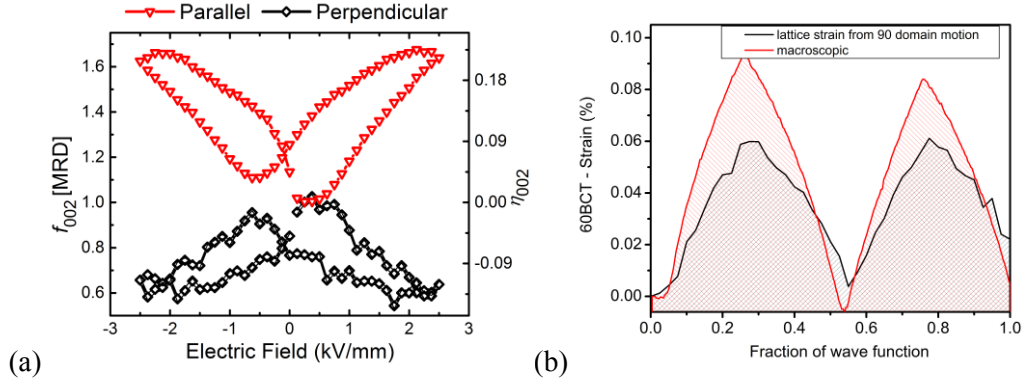 Parallel Perpendicular
1.6
1.4
1.2
1.0
0.8
0.6
f002[MRD]
0.18
0.09
0.00
-0.09
η002
-3 -2 -1 0 1 2 3
Electric Field (kV/mm)
(a)
lattice strain from 90 domain motion
macroscopic
0.10
0.08
0.06
0.04
0.02
0.00
60BCT - Strain (%)
0.0 0.2 0.4 0.6 0.8 1.0
Fraction of wave function
(b)